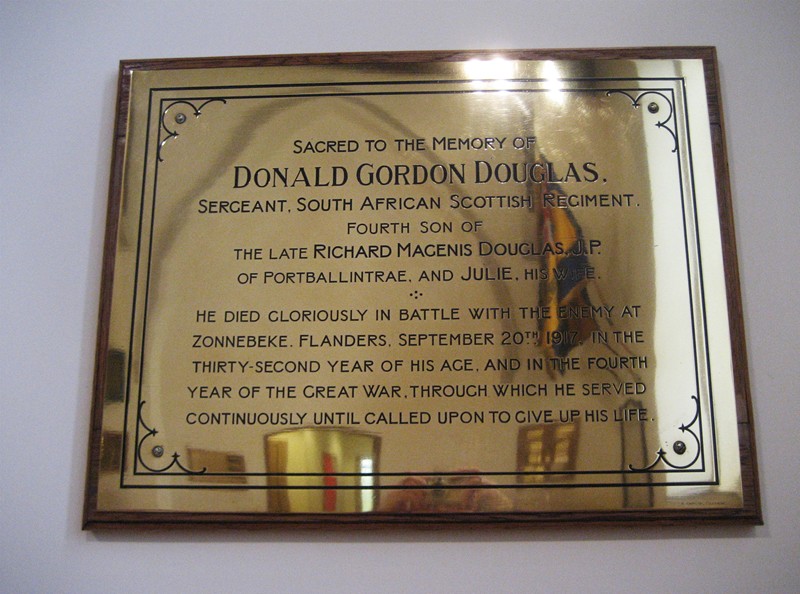 SACRED TO THE MEMORY OF
DONALD GORDON DOUGLAS.
SERGEANT, SOUTH AFRICAN SCOTTISH REGIMENT.
FOURTH SON OF
THE LATE RICHARD MAGENIS DOUGLAS, J.P.
OF PORTBALLINTRAE, AND JULIE, HIS WIFE.
HE DIED GLORIOUSLY IN BATTLE WITH THE ENEMY AT
ZONNEBEKE, FLANDERS, SEPTEMBER 20TH 1917, IN THE
THIRTY-SECOND YEAR OF HIS AGE, AND IN THE FOURTH
YEAR OF THE GREAT WAR, THROUGH WHICH HE SERVED
CONTINUOUSLY UNTIL CALLED UPON TO GIVE UP HIS LIFE.